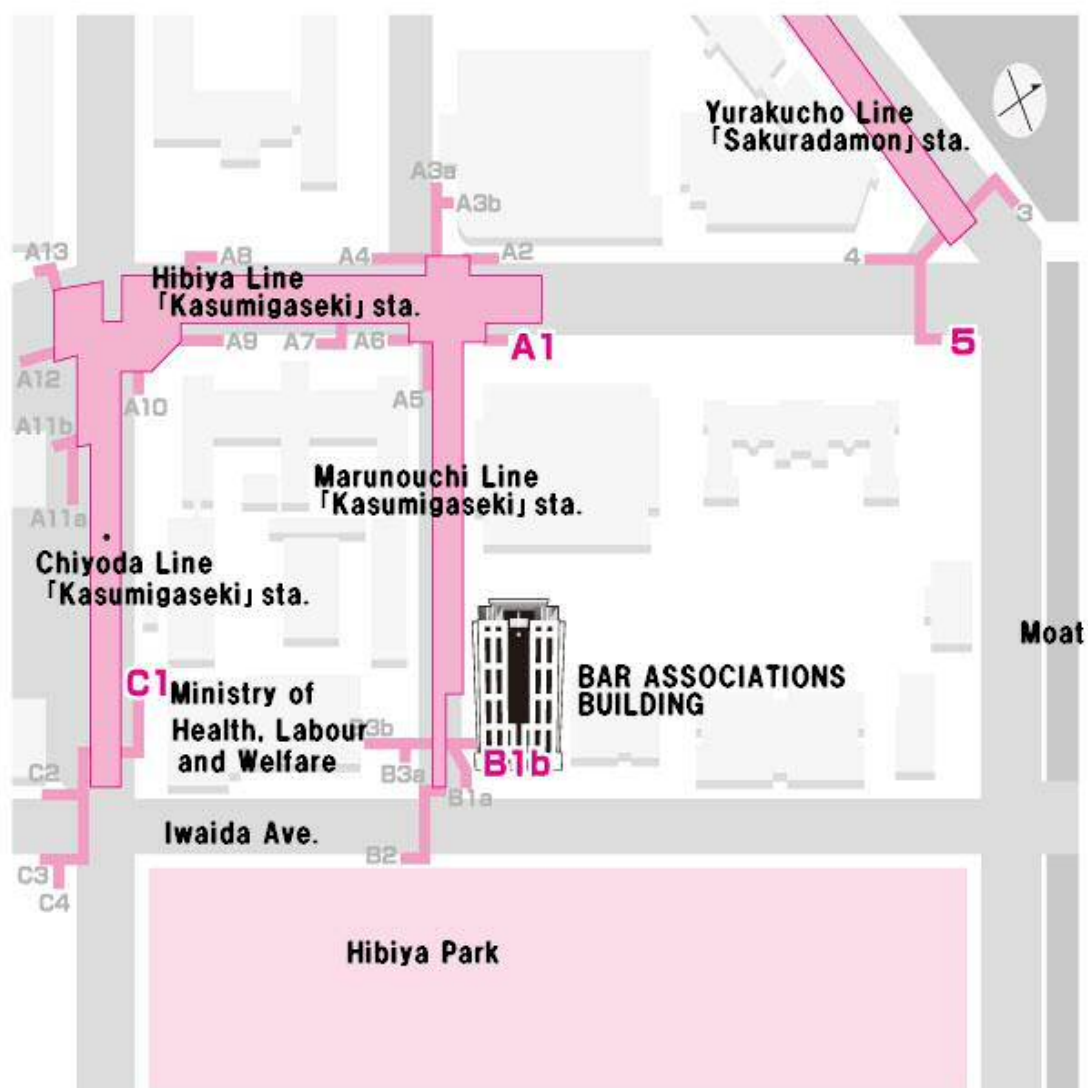 Yurakucho Line
「Sakuradamon」sta.
A3a
A3b
3
A13
A8
A4
A2
4
Hibiya Line
「Kasumigaseki」sta.
A9
A7
A6
A1
5
A12
A10
A5
A11b
Marunouchi Line
「Kasumigaseki」sta.
A11a
Chiyoda Line
「Kasumigaseki」sta.
Moat
BAR ASSOCIATIONS
BUILDING
C1
Ministry of
Health, Labour
and Welfare
B3b
B3a
B1b
C2
B1a
Iwaida Ave.
B2
C3
C4
Hibiya Park